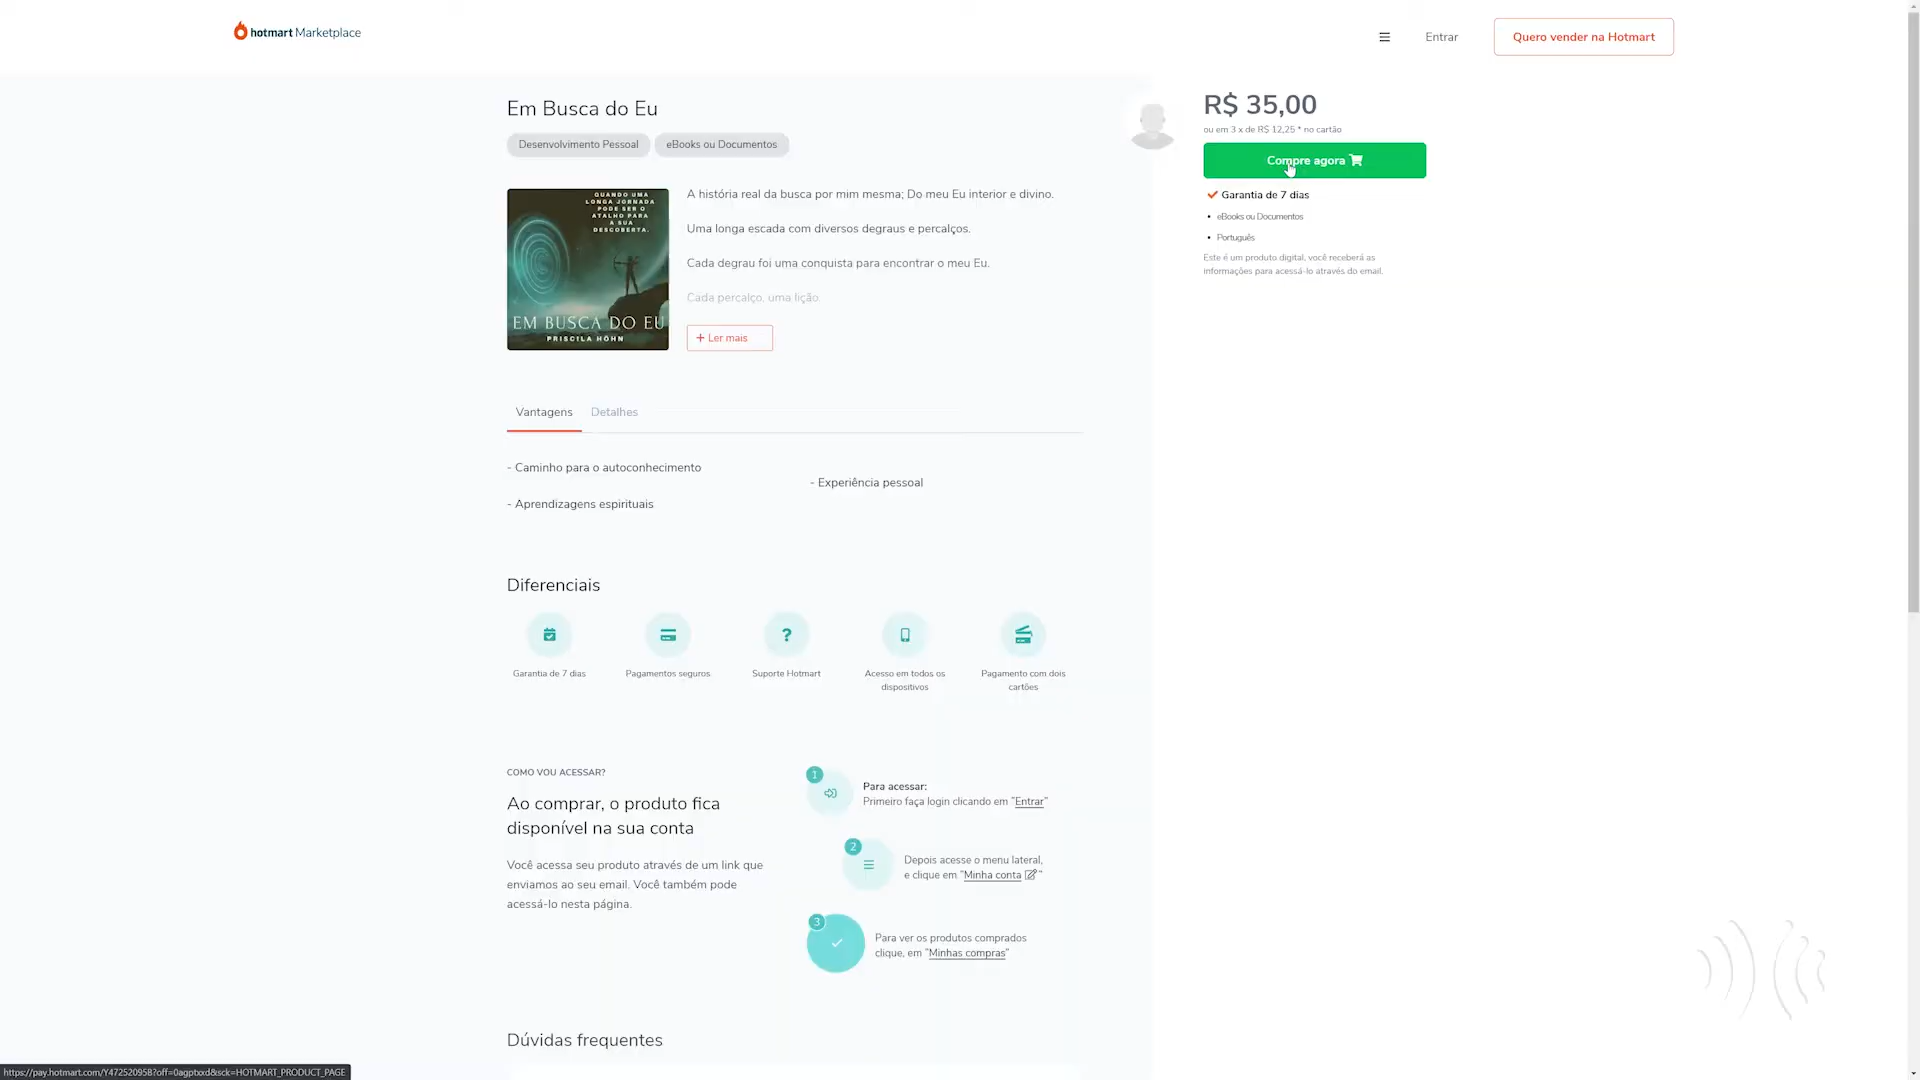 hotmart Marketplace
Entrar
Quero vender na Hotmart
Em Busca do Eu
Desenvolvimento Pessoal
eBooks ou Documentos
QUANDO UMA
LONGA JORNADA
PODE SER O
ATALHO PARA
A SUA
DESCOBERTA.
EM BUSCA DO EU
PRISCILA HÖHN
A história real da busca por mim mesma; Do meu Eu interior e divino.
Uma longa escada com diversos degraus e percalços.
Cada degrau foi uma conquista para encontrar o meu Eu.
Cada percalço, uma lição.
+ Ler mais
R$ 35,00
ou em 3 x de R$ 12,25 * no cartão
Compre agora
Garantia de 7 dias
• eBooks ou Documentos
• Português
Este é um produto digital, você receberá as
informações para acessá-lo através do email.
Vantagens
Detalhes
- Caminho para o autoconhecimento
- Experiência pessoal
- Aprendizagens espirituais
Diferenciais
?
Garantia de 7 dias
Pagamentos seguros
Suporte Hotmart
Acesso em todos os
dispositivos
Pagamento com dois
cartões
COMO VOU ACESSAR?
Ao comprar, o produto fica
disponível na sua conta
Você acessa seu produto através de um link que
enviamos ao seu email. Você também pode
acessá-lo nesta página.
1
Para acessar:
Primeiro faça login clicando em "Entrar"
2
Depois acesse o menu lateral,
e clique em "Minha conta "
3
Para ver os produtos comprados
clique, em "Minhas compras"
Dúvidas frequentes
https://pay.hotmart.com/Y47252095B?off=0agptxxd&sck=HOTMART_PRODUCT_PAGE